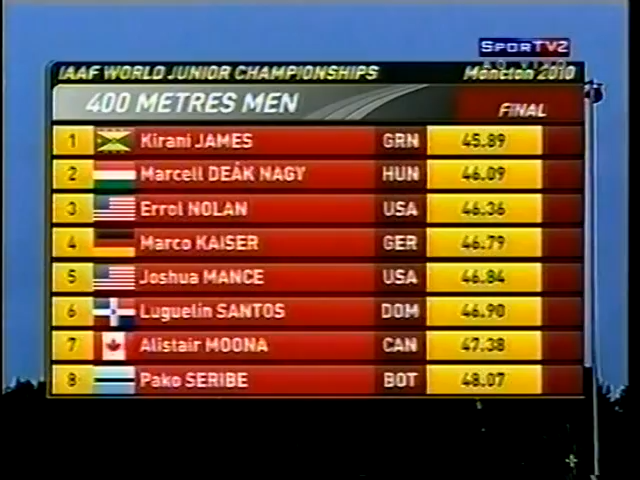 SPORTV2
AO VIVO
IAAF WORLD JUNIOR CHAMPIONSHIPS Moncton 2010
400 METRES MEN FINAL
1 Kirani JAMES GRN 45.89
2 Marcell DEÁK NAGY HUN 46.09
3 Errol NOLAN USA 46.36
4 Marco KAISER GER 46.79
5 Joshua MANCE USA 46.84
6 Luguelin SANTOS DOM 46.90
7 Alistair MOONA CAN 47.38
8 Pako SERIBE BOT 48.07